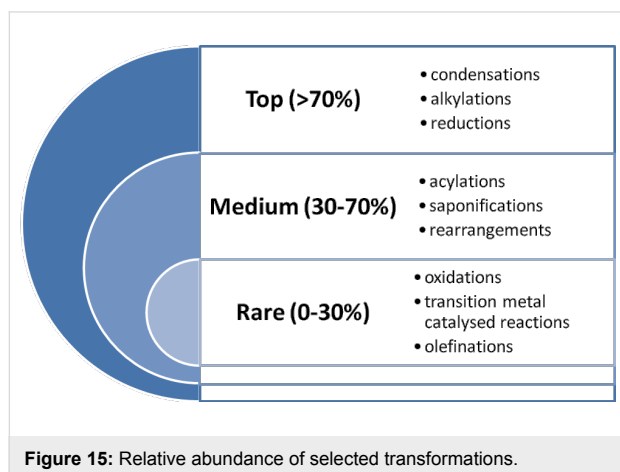 Top (>70%)
• condensations
• alkylations
• reductions
Medium (30-70%)
• acylations
• saponifications
• rearrangements
Rare (0-30%)
• oxidations
• transition metal
catalysed reactions
• olefinations
Figure 15: Relative abundance of selected transformations.